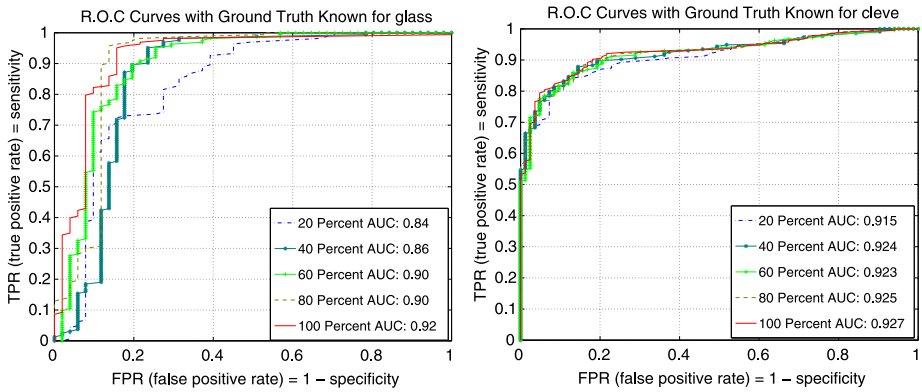 R.O.C Curves with Ground Truth Known for glass
TPR (true positive rate) = sensitivity
1
0.9
0.8
0.7
0.6
0.5
0.4
0.3
0.2
0.1
0
20 Percent AUC: 0.84
40 Percent AUC: 0.86
60 Percent AUC: 0.90
80 Percent AUC: 0.90
100 Percent AUC: 0.92
0 0.2 0.4 0.6 0.8 1
FPR (false positive rate) = 1 − specificity
R.O.C Curves with Ground Truth Known for cleve
TPR (true positive rate) = sensitivity
1
0.9
0.8
0.7
0.6
0.5
0.4
0.3
0.2
0.1
0
20 Percent AUC: 0.915
40 Percent AUC: 0.924
60 Percent AUC: 0.923
80 Percent AUC: 0.925
100 Percent AUC: 0.927
0 0.2 0.4 0.6 0.8 1
FPR (false positive rate) = 1 − specificity